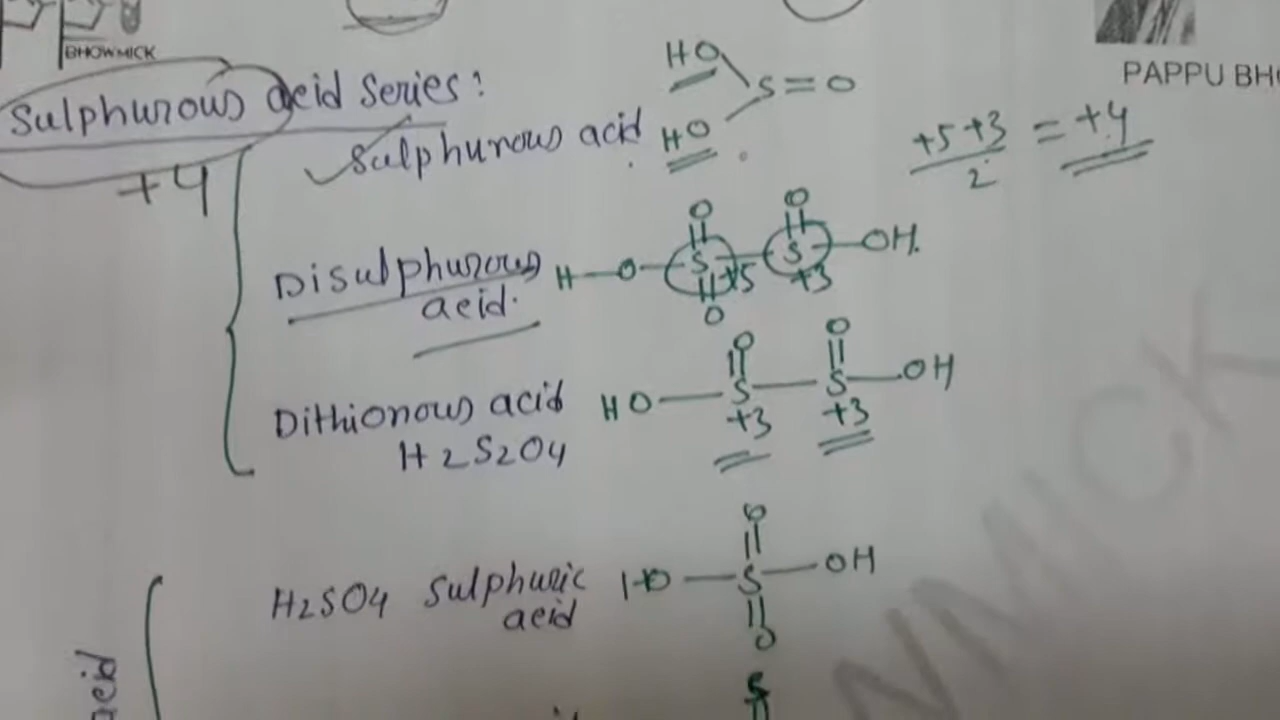 BHOWMICK
PAPPU BH
Sulphurous acid series:
+4
Sulphurous acid
HO
S=O
HO
+5+3 = +4
2
Disulphurous
acid.
O O
H-O-S-S-OH.
+5 +3
O
Dithionous acid
H2S2O4
O O
HO-S-S-OH
+3 +3
H2SO4 Sulphuric
acid
O
HO-S-OH
O
S
acid